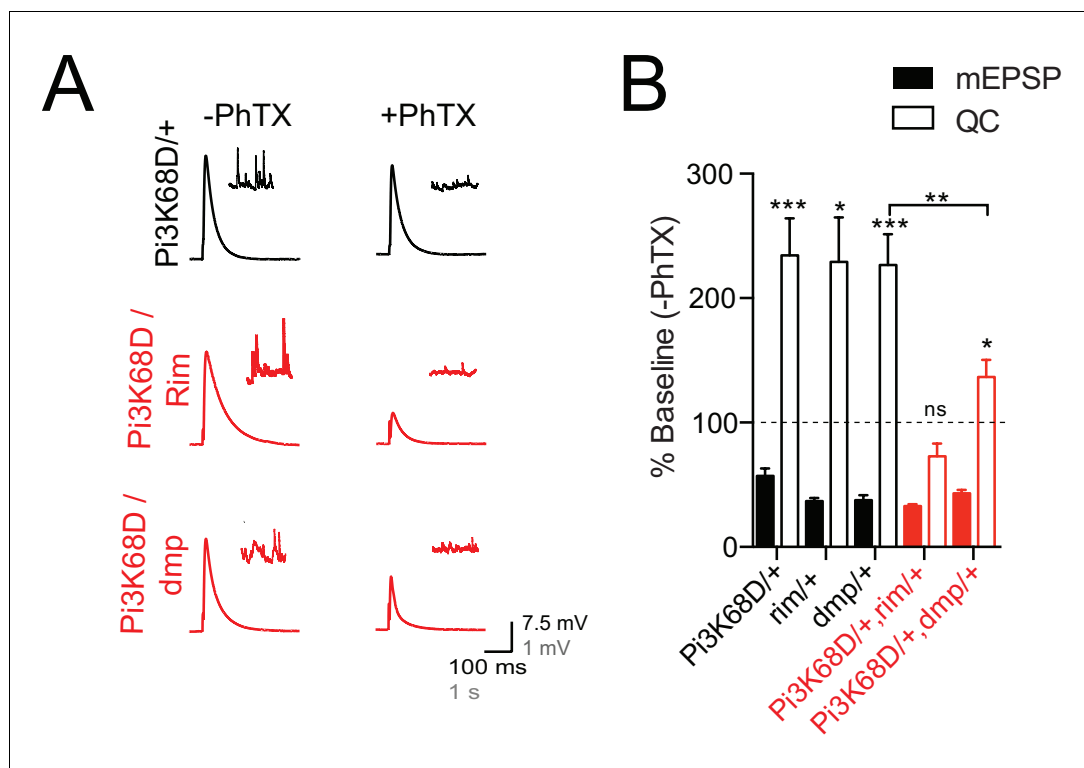 A
-PhTX
+PhTX
Pi3K68D/+
Pi3K68D /
Rim
Pi3K68D /
dmp
7.5 mV
1 mV
100 ms
1 s
B
mEPSP
QC
% Baseline (-PhTX)
300
200
100
0
***
*
***
**
ns
*
Pi3K68D/+
rim/+
dmp/+
Pi3K68D/+,rim/+
Pi3K68D/+,dmp/+